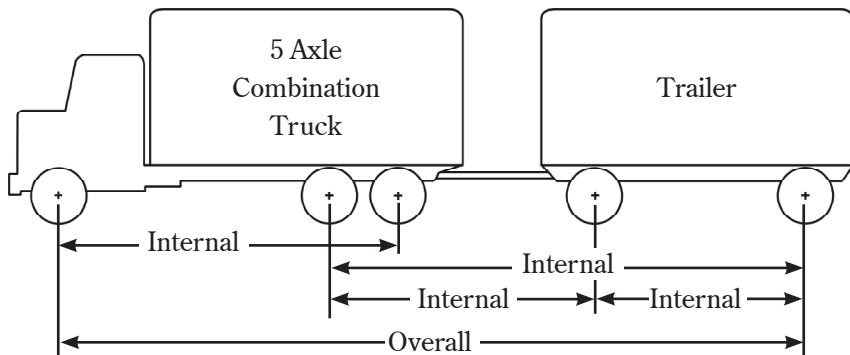 5 Axle
Combination
Truck
Trailer
Internal
Internal
Internal
Internal
Overall